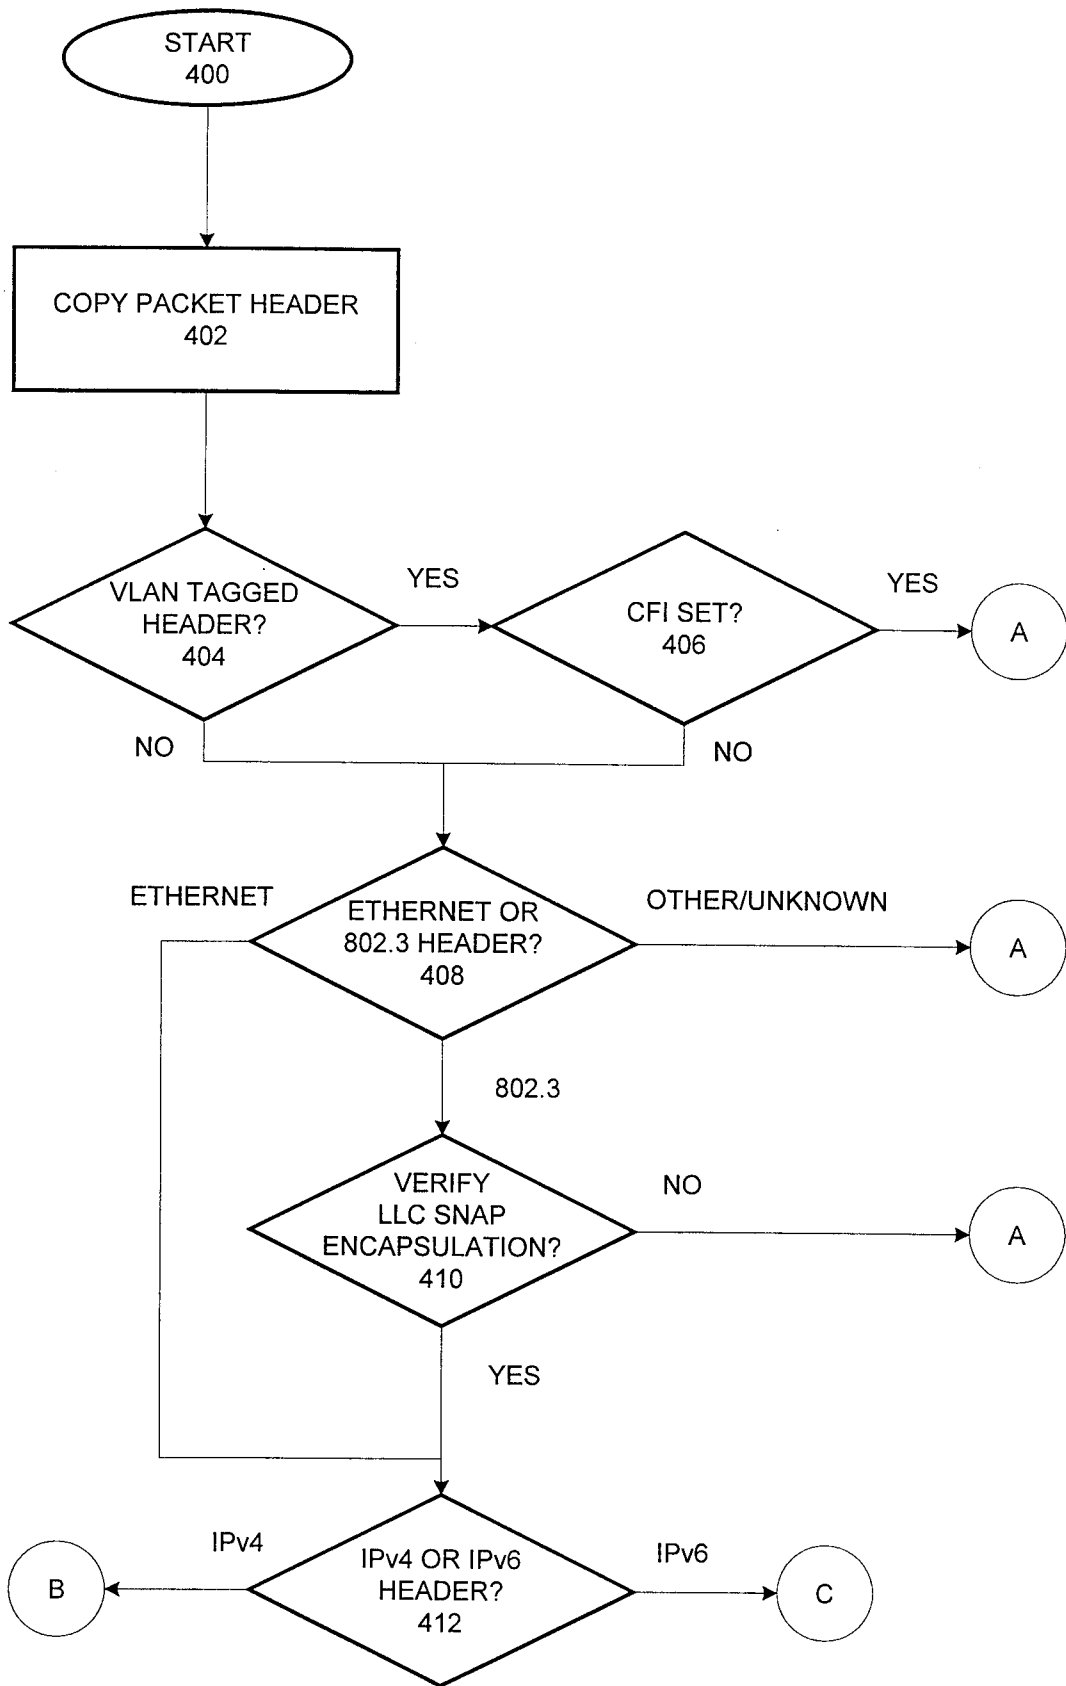 START
400
COPY PACKET HEADER
402
VLAN TAGGED
HEADER?
404
YES
CFI SET?
406
YES
A
NO
NO
ETHERNET
ETHERNET OR
802.3 HEADER?
408
OTHER/UNKNOWN
A
802.3
VERIFY
LLC SNAP
ENCAPSULATION?
410
NO
A
YES
IPv4
IPv4 OR IPv6
HEADER?
412
IPv6
B
C